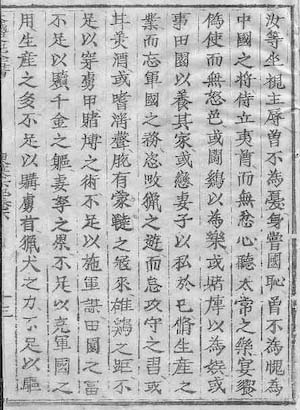 汝等坐視主辱曾不為憂身嘗國恥曾不為愧為
中國之將侍立夷酋而無忿心聽太常之樂宴饗
偽使而無怒色或鬪鷄以為樂或賭博以為娛或
事田園以養其家或戀妻子以私於己脩生產之
業而忘軍國之務恣畋獵之遊而怠攻守之習或
甘美酒或嗜淫聲脫有蒙韃之寇來雄鷄之距不
足以穿虜甲賭博之術不足以施軍謀田園之富
不足以贖千金之軀妻孥之累不足以充軍國之
用生產之多不足以購虜首獵犬之力不足以驅